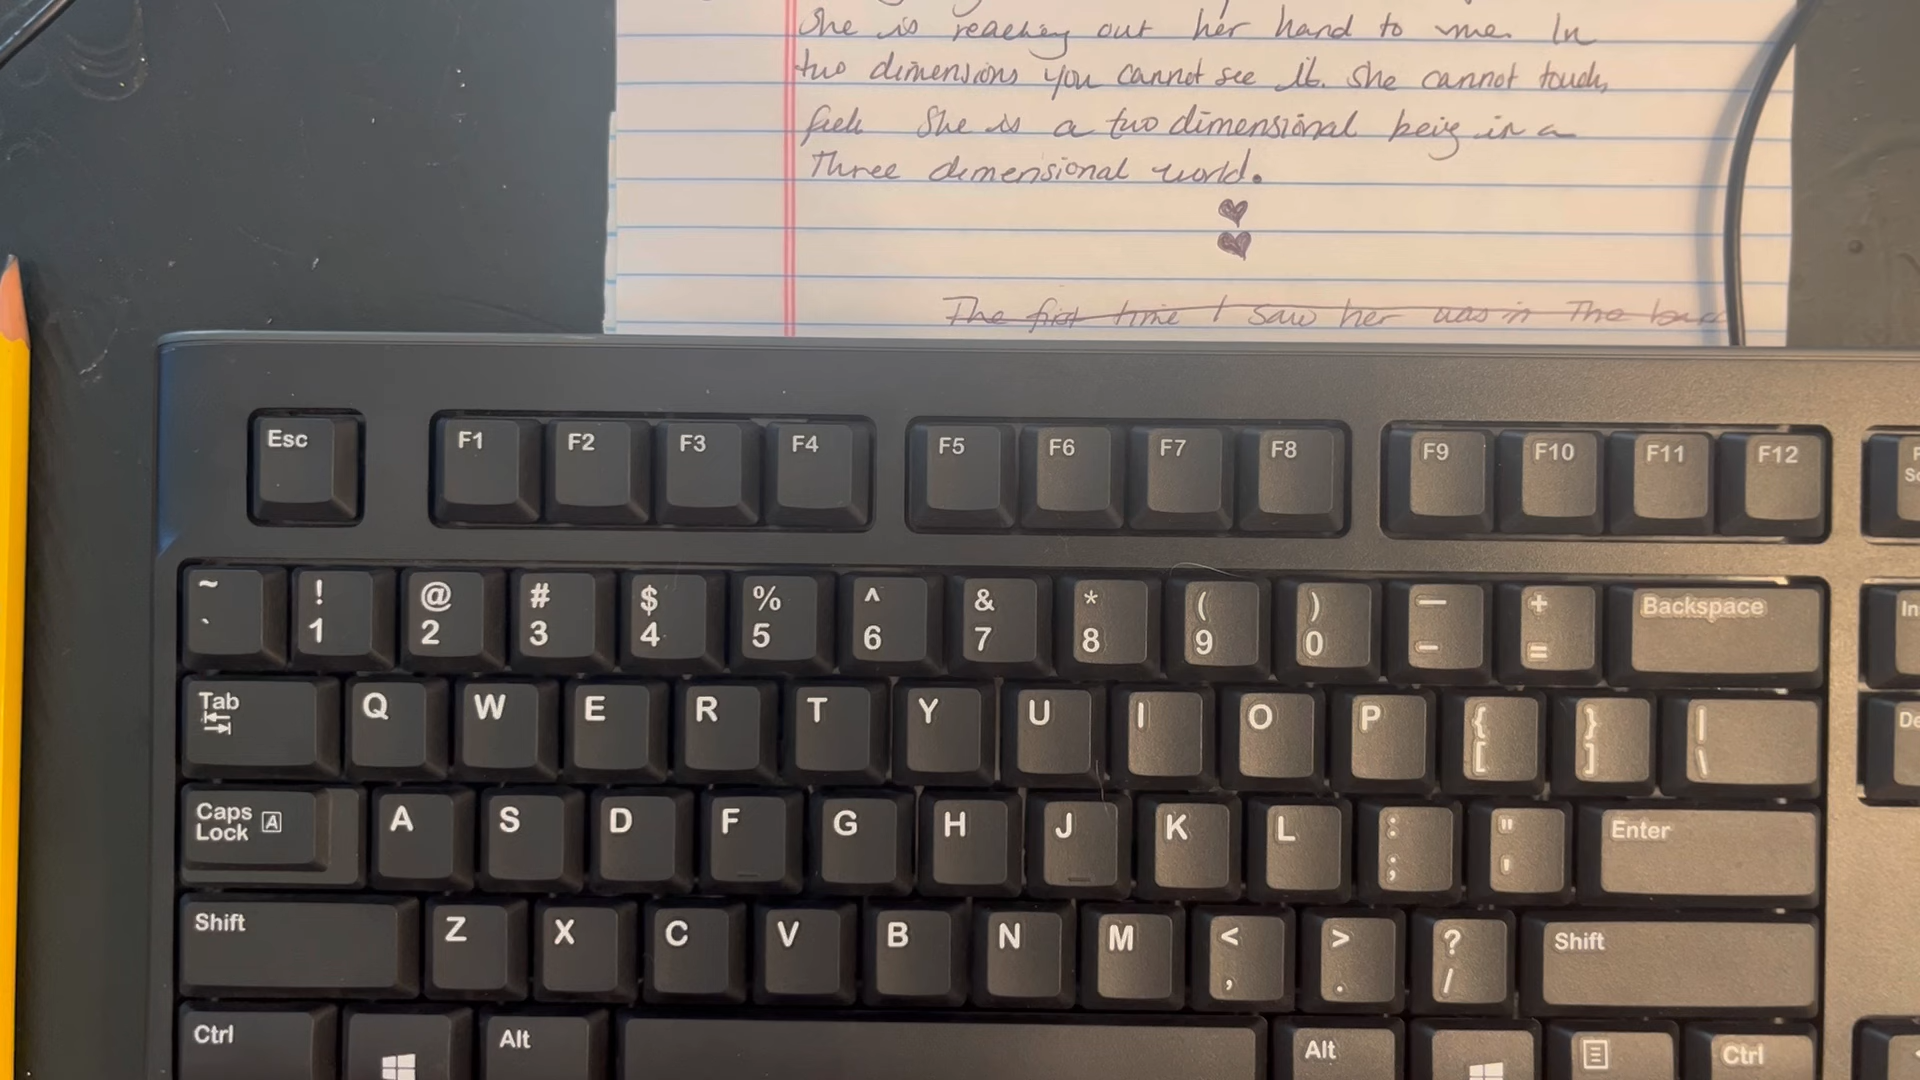 She is reaching out her hand to me. In
two dimensions you cannot see it. She cannot touch,
feel. She is a two dimensional being in a
Three dimensional world.
The first time I saw her was in The
Esc F1 F2 F3 F4 F5 F6 F7 F8 F9 F10 F11 F12
~ ! @ # $ % ^ & * ( ) — + Backspace In
` 1 2 3 4 5 6 7 8 9 0 - =
Tab Q W E R T Y U I O P { } | De
[ ] \
Caps Lock A A S D F G H J K L : " Enter
; '
Shift Z X C V B N M < > ? Shift
, . /
Ctrl Alt Alt Ctrl